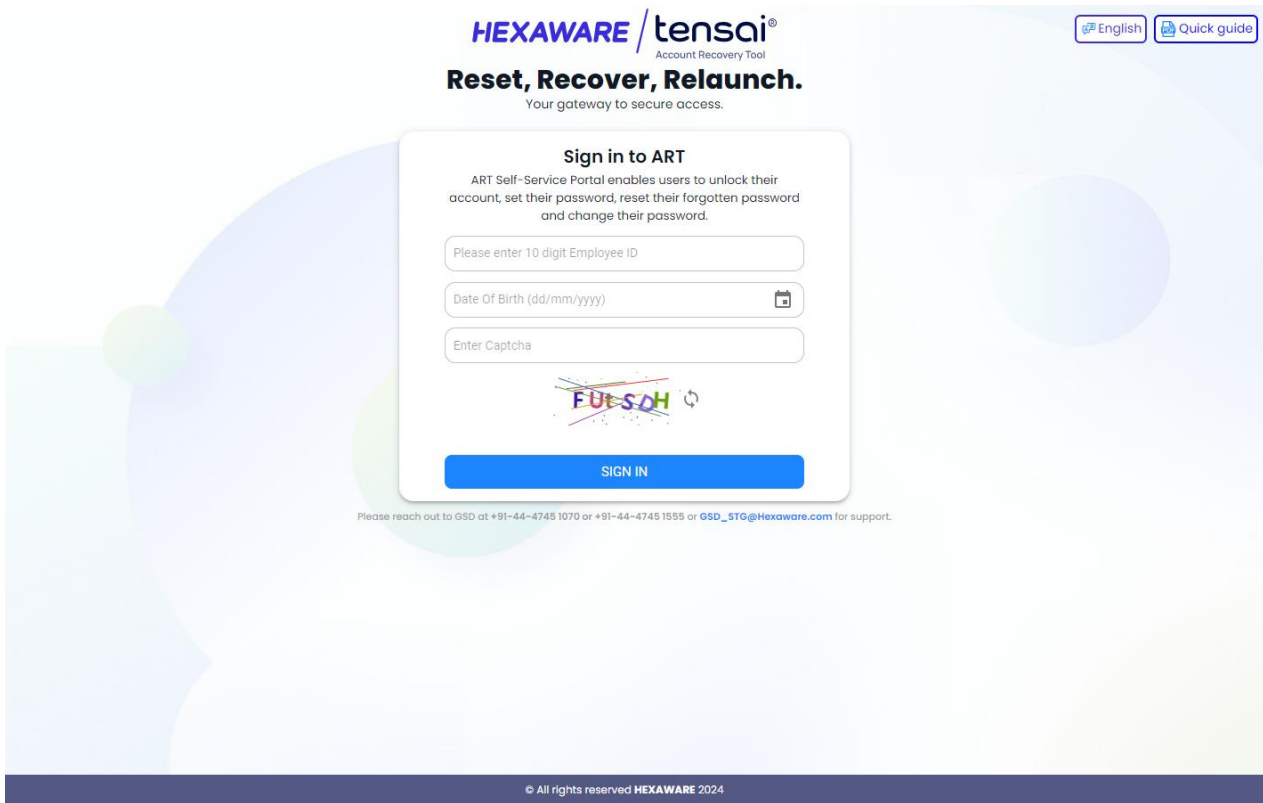 HEXAWARE / tensai®
Account Recovery Tool
English
Quick guide
Reset, Recover, Relaunch.
Your gateway to secure access.
Sign in to ART
ART Self-Service Portal enables users to unlock their
account, set their password, reset their forgotten password
and change their password.
Please enter 10 digit Employee ID
Date Of Birth (dd/mm/yyyy)
Enter Captcha
SIGN IN
Please reach out to GSD at +91-44-4745 1070 or +91-44-4745 1555 or GSD_STG@Hexaware.com for support.
© All rights reserved HEXAWARE 2024